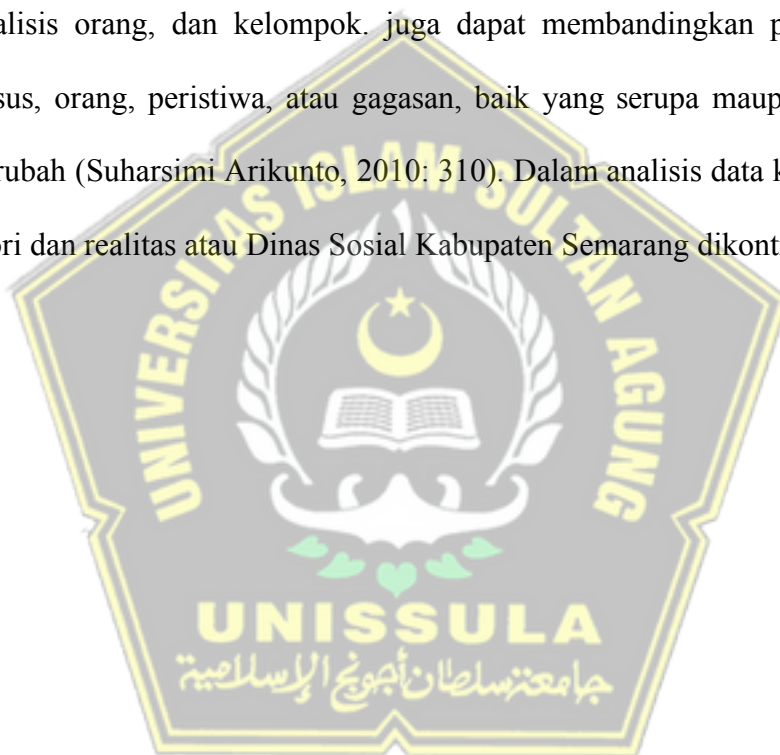 alisis orang, dan kelompok. juga dapat membandingkan p
sus, orang, peristiwa, atau gagasan, baik yang serupa maup
rubah (Suharsimi Arikunto, 2010: 310). Dalam analisis data k
ori dan realitas atau Dinas Sosial Kabupaten Semarang dikont
UNIVERSITAS ISLAM SULTAN AGUNG
UNISSULA
جامعة سلطان أجونج الإسلامية